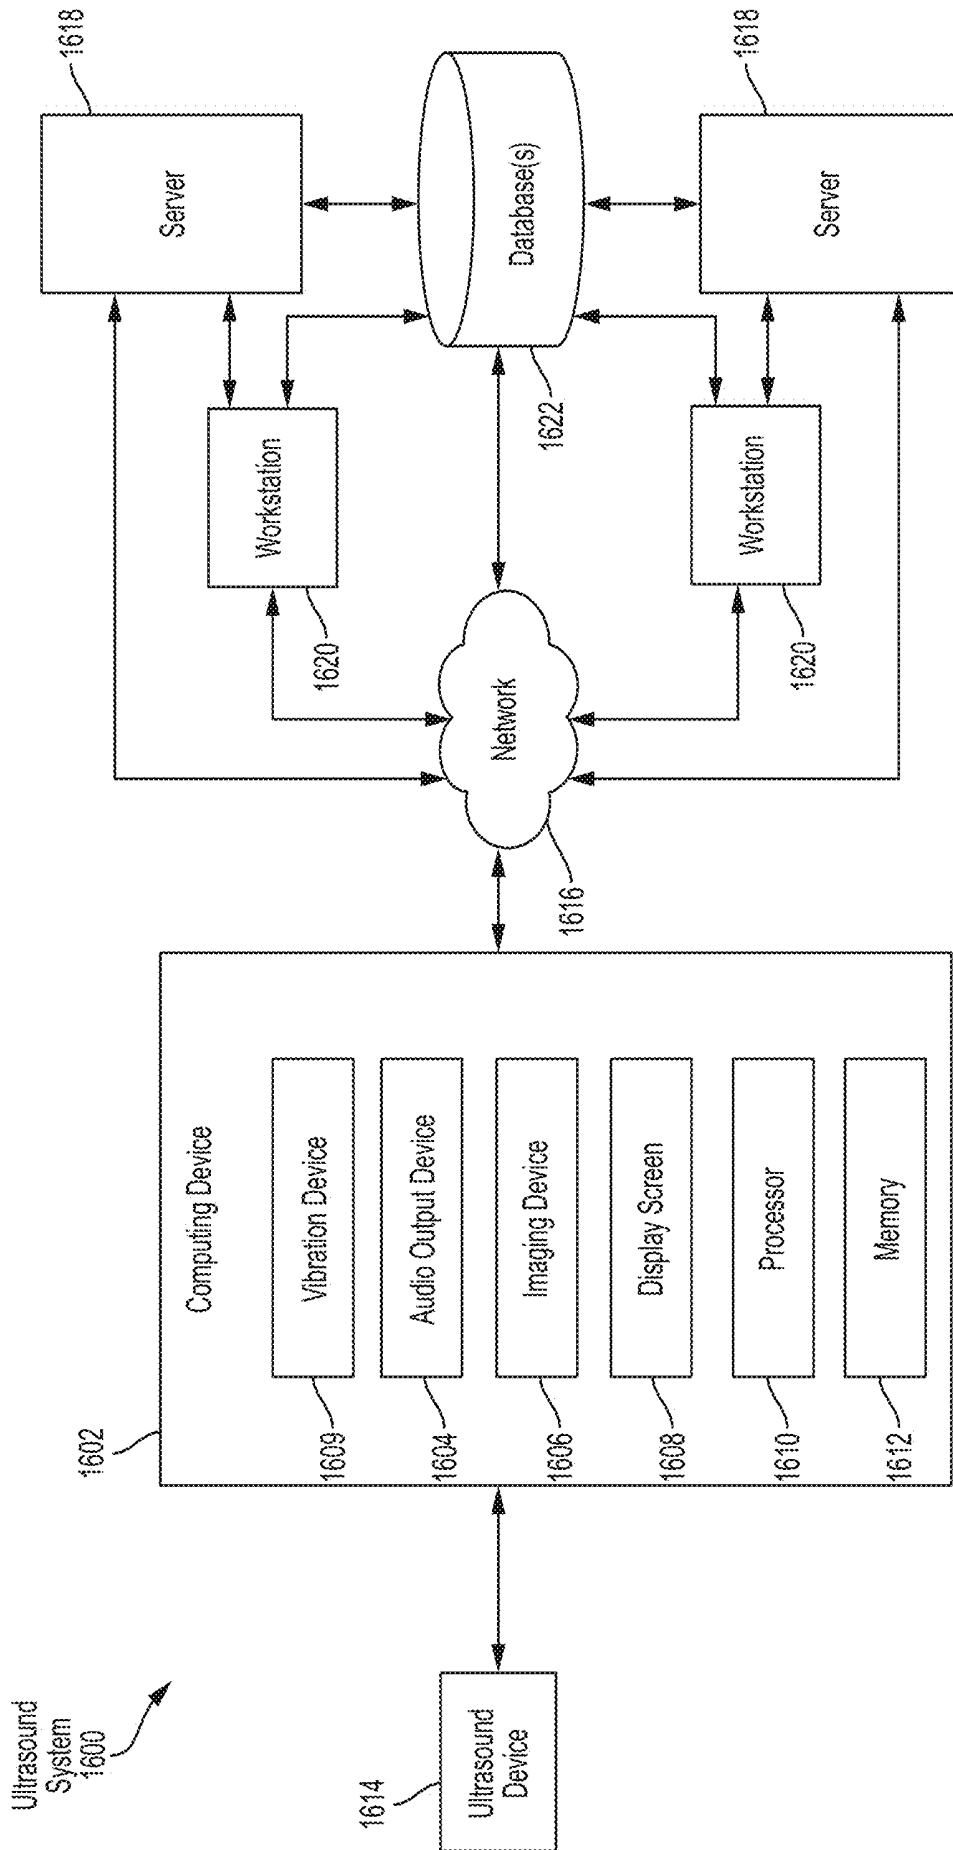 Ultrasound
System
1600
1614
Ultrasound
Device
1602
Computing Device
1609
Vibration Device
1604
Audio Output Device
1606
Imaging Device
1608
Display Screen
1610
Processor
1612
Memory
Network
1616
Workstation
1620
Workstation
1620
Server
1618
Database(s)
1622
Server
1618